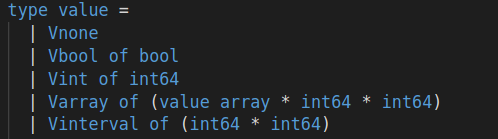 type value =
| Vnone
| Vbool of bool
| Vint of int64
| Varray of (value array * int64 * int64)
| Vinterval of (int64 * int64)